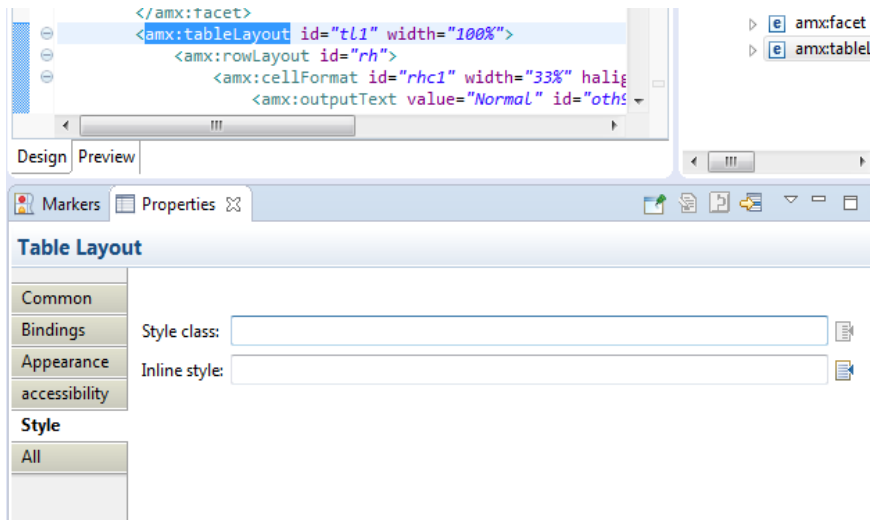 </amx:facet>
<amx:tableLayout id="tl1" width="100%">
<amx:rowLayout id="rh">
<amx:cellFormat id="rhc1" width="33%" halig
<amx:outputText value="Normal" id="oth
e amx:facet
e amx:tableL
Design Preview
Markers Properties
Table Layout
Common
Bindings
Appearance
accessibility
Style
All
Style class:
Inline style: